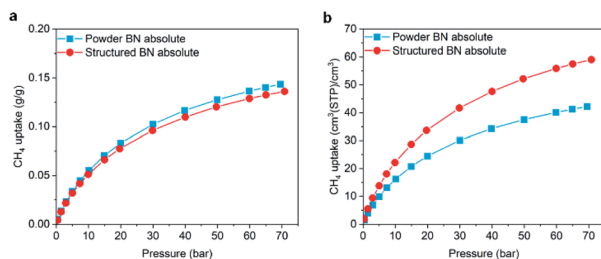 a
Powder BN absolute
Structured BN absolute
CH₄ uptake (g/g)
0.20
0.15
0.10
0.05
0.00
0 10 20 30 40 50 60 70
Pressure (bar)
b
Powder BN absolute
Structured BN absolute
CH₄ uptake (cm³(STP)/cm³)
70
60
50
40
30
20
10
0
0 10 20 30 40 50 60 70
Pressure (bar)